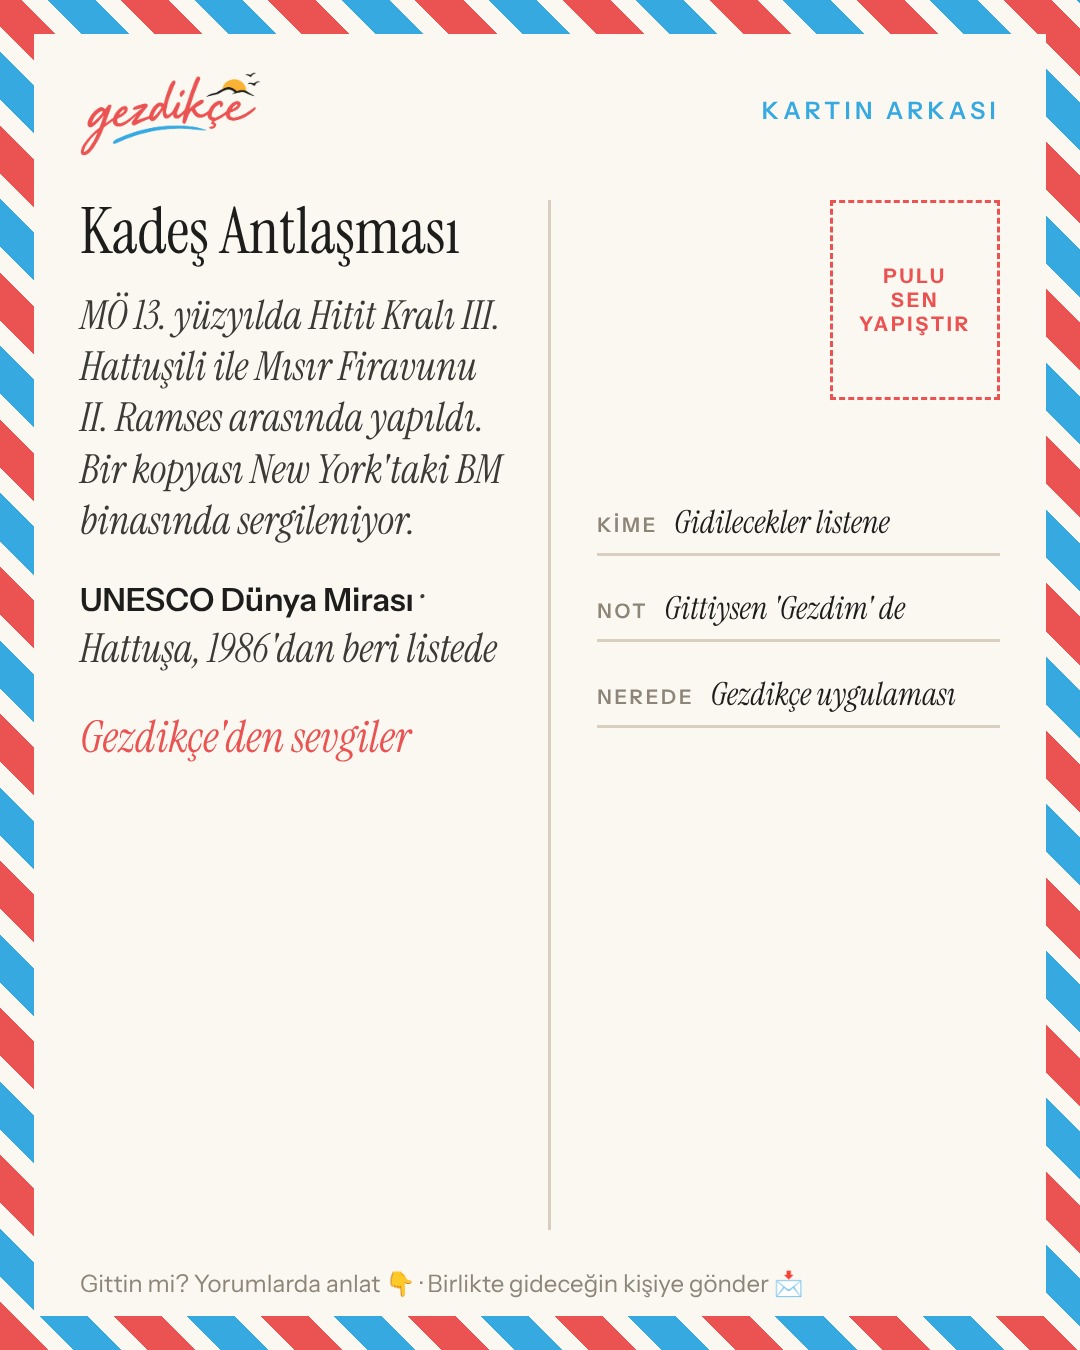 gezdikçe
KARTIN ARKASI
Kadeş Antlaşması
MÖ 13. yüzyılda Hitit Kralı III.
Hattuşili ile Mısır Firavunu
II. Ramses arasında yapıldı.
Bir kopyası New York'taki BM
binasında sergileniyor.
UNESCO Dünya Mirası ·
Hattuşa, 1986'dan beri listede
Gezdikçe'den sevgiler
PULU
SEN
YAPIŞTIR
KİME Gidilecekler listene
NOT Gittiysen 'Gezdim' de
NEREDE Gezdikçe uygulaması
Gittin mi? Yorumlarda anlat 👇 · Birlikte gideceğin kişiye gönder 📩